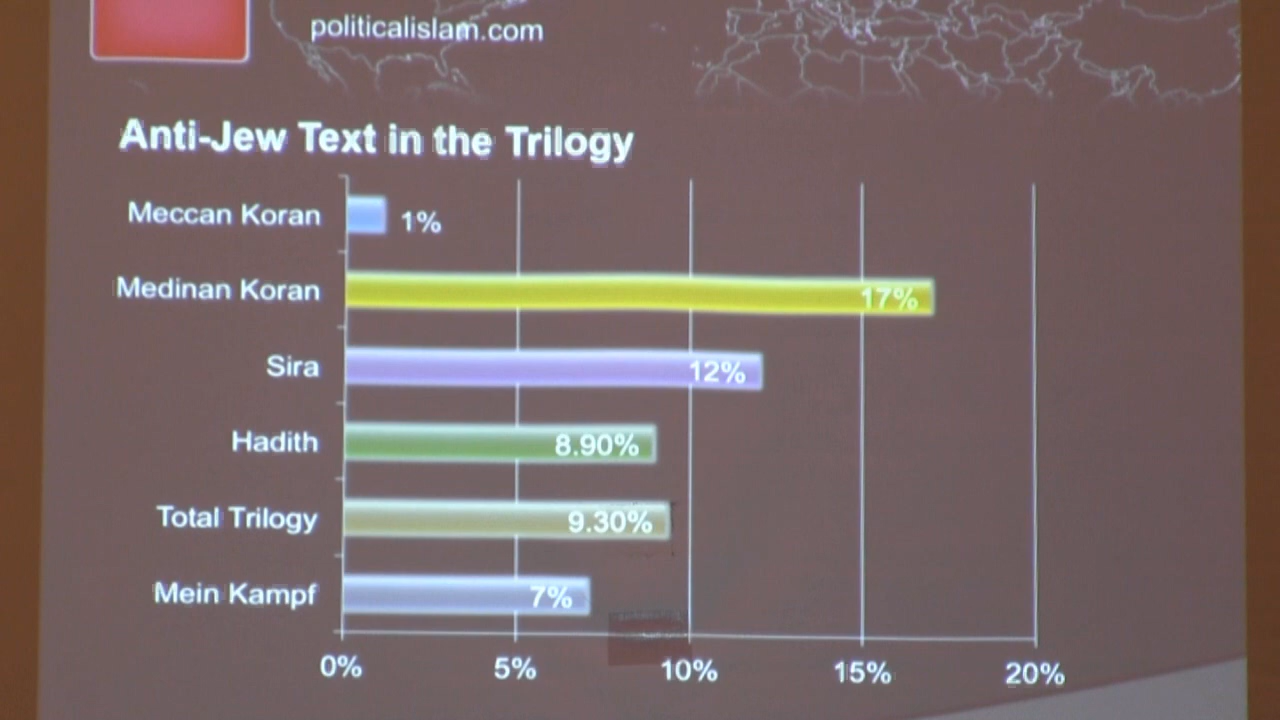 politicalislam.com
Anti-Jew Text in the Trilogy
Meccan Koran 1%
Medinan Koran 17%
Sira 12%
Hadith 8.90%
Total Trilogy 9.30%
Mein Kampf 7%
0% 5% 10% 15% 20%